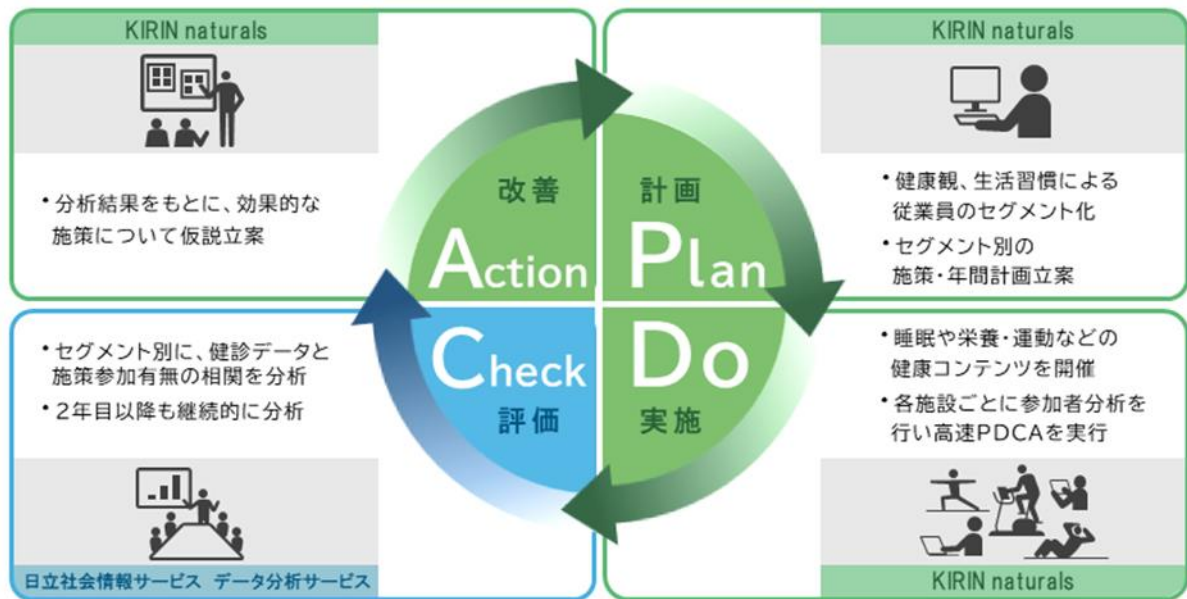 KIRIN naturals
・分析結果をもとに、効果的な
施策について仮説立案
改善
Action
KIRIN naturals
・健康観、生活習慣による
従業員のセグメント化
・セグメント別の
施策・年間計画立案
計画
Plan
・セグメント別に、健診データと
施策参加有無の相関を分析
・2年目以降も継続的に分析
日立社会情報サービス データ分析サービス
Check
評価
・睡眠や栄養・運動などの
健康コンテンツを開催
・各施設ごとに参加者分析を
行い高速PDCAを実行
KIRIN naturals
Do
実施